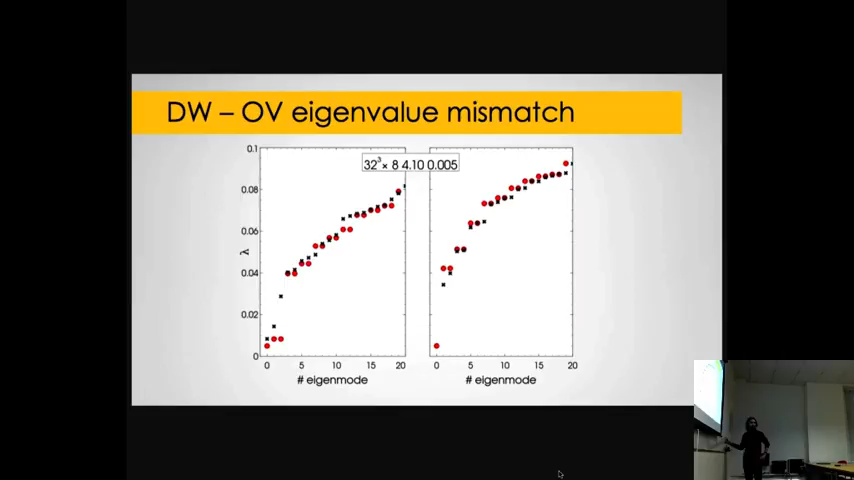 DW – OV eigenvalue mismatch
32³× 8 4.10 0.005
0.1
0.08
0.06
0.04
0.02
0
λ
0 5 10 15 20
0 5 10 15 20
# eigenmode
# eigenmode